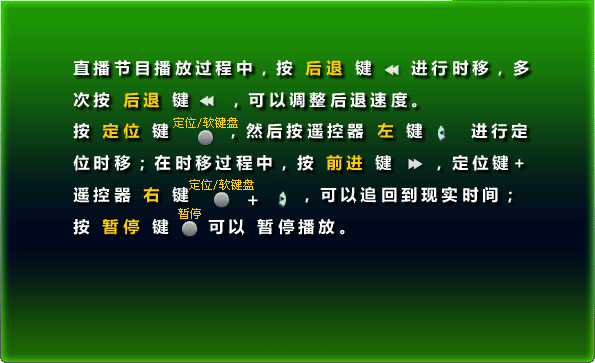 直播节目播放过程中，按 后退 键 进行时移，多
次按 后退 键 ，可以调整后退速度。
定位/软键盘
按 定位 键 ，然后按遥控器 左 键 进行定
位时移；在时移过程中，按 前进 键 ，定位键+
定位/软键盘
遥控器 右 键 + ，可以追回到现实时间；
暂停
按 暂停 键 可以 暂停播放。